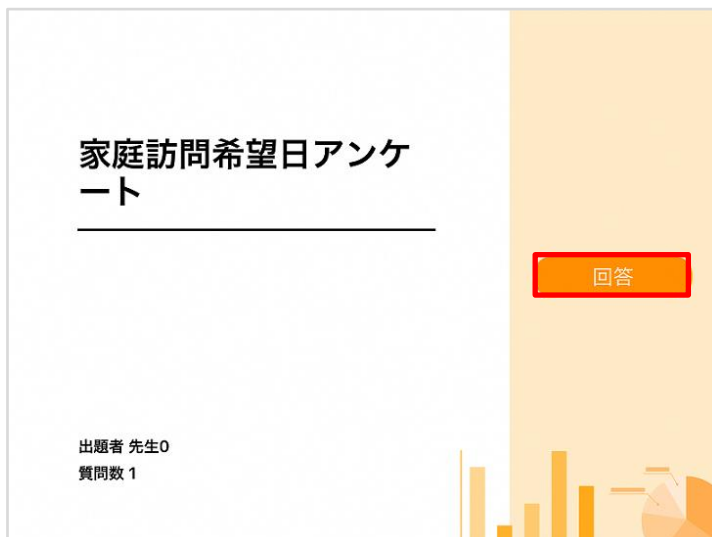 家庭訪問希望日アンケ
ート
回答
出題者 先生0
質問数 1